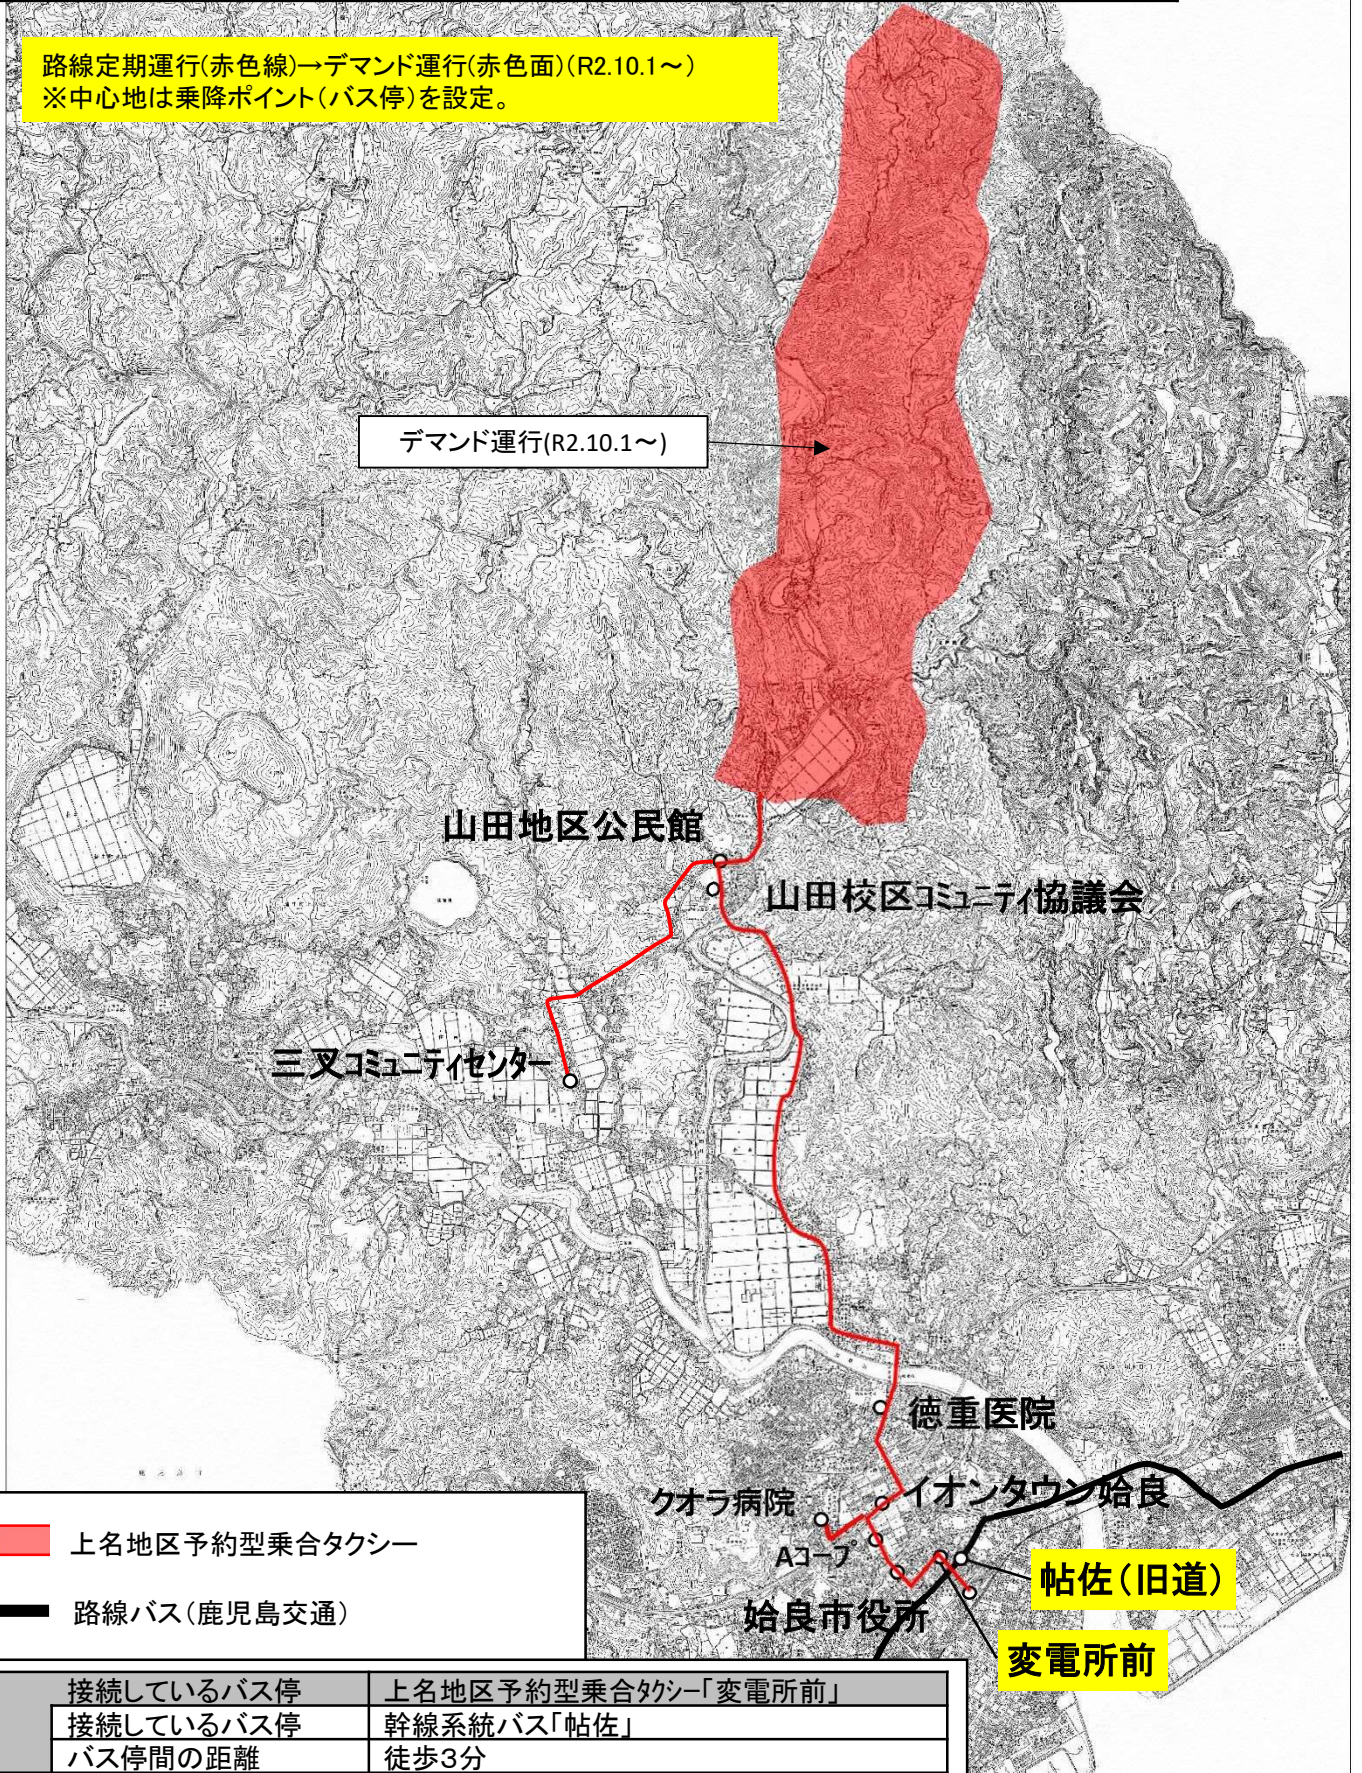 路線定期運行(赤色線)→デマンド運行(赤色面)(R2.10.1～)
※中心地は乗降ポイント(バス停)を設定。
デマンド運行(R2.10.1～)
山田地区公民館
山田校区コミュニティ協議会
三叉コミュニティセンター
徳重医院
イオンタウン姶良
クオラ病院
Aコープ
姶良市役所
帖佐(旧道)
変電所前
上名地区予約型乗合タクシー
路線バス(鹿児島交通)
接続しているバス停 上名地区予約型乗合タクシー「変電所前」
接続しているバス停 幹線系統バス「帖佐」
バス停間の距離 徒歩3分